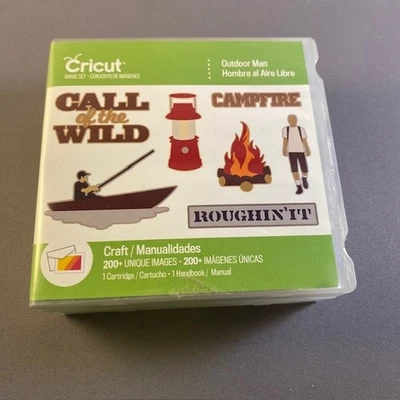 Cricut
IMAGE SET • CONJUNTO DE IMÁGENES
Outdoor Man
Hombre al Aire Libre
CALL
of the
WILD
CAMPFIRE
ROUGHIN'IT
Craft / Manualidades
200+ UNIQUE IMAGES • 200+ IMÁGENES ÚNICAS
1 Cartridge / Cartucho • 1 Handbook / Manual